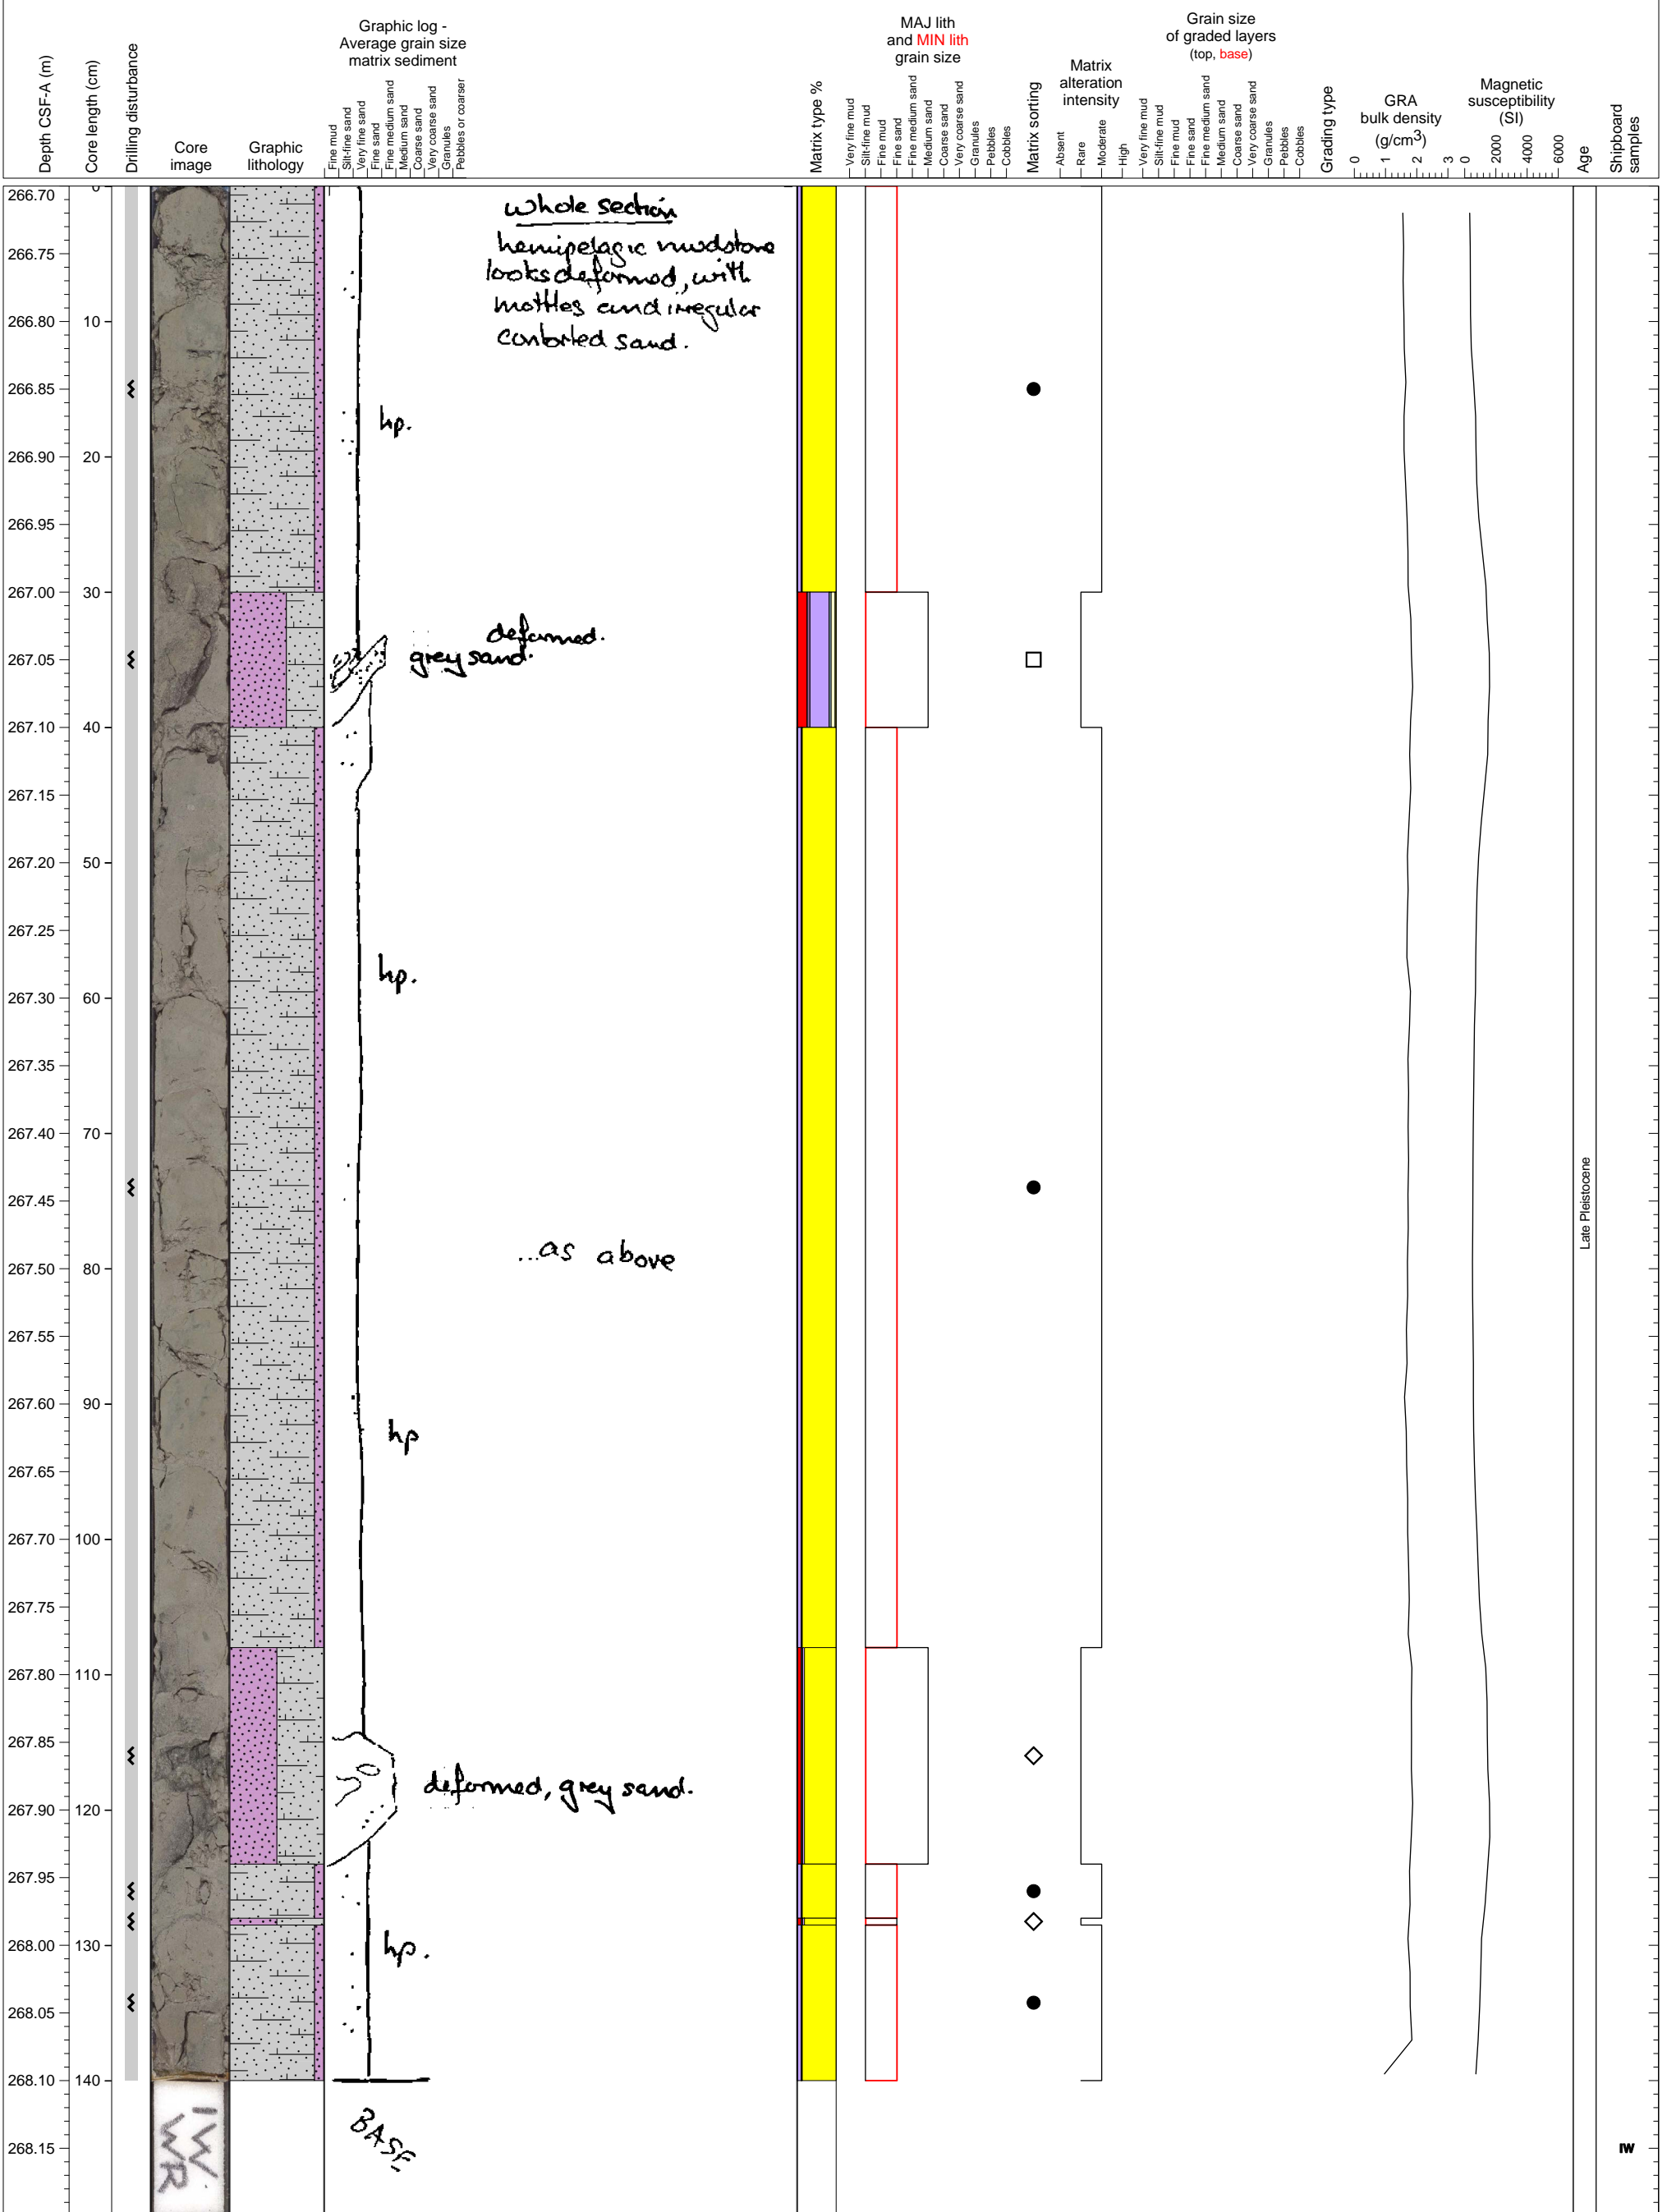 Depth CSF-A (m)
Core length (cm)
Drilling disturbance
Core
image
Graphic
lithology
Graphic log -
Average grain size
matrix sediment
Fine mud
Silt-fine sand
Very fine sand
Fine sand
Fine medium sand
Medium sand
Coarse sand
Very coarse sand
Granules
Pebbles or coarser
Matrix type %
MAJ lith
and MIN lith
grain size
Very fine mud
Silt-fine mud
Fine mud
Fine sand
Fine medium sand
Medium sand
Coarse sand
Very coarse sand
Granules
Pebbles
Cobbles
Matrix sorting
Matrix
alteration
intensity
Absent
Rare
Moderate
High
Grain size
of graded layers
(top, base)
Very fine mud
Silt-fine mud
Fine mud
Fine sand
Fine medium sand
Medium sand
Coarse sand
Very coarse sand
Granules
Pebbles
Cobbles
Grading type
GRA
bulk density
(g/cm3)
0 1 2 3
Magnetic
susceptibility
(SI)
0 2000 4000 6000
Age
Shipboard
samples
266.70 0
whole section
hemipelagic mudstone
looks deformed, with
mottles and irregular
contorted sand.
266.75
266.80 10
266.85
hp.
266.90 20
266.95
267.00 30
deformed.
267.05 grey sand.
267.10 40
267.15
267.20 50
267.25
hp.
267.30 60
267.35
267.40 70
267.45
Late Pleistocene
...as above
267.50 80
267.55
267.60 90
hp
267.65
267.70 100
267.75
267.80 110
267.85
deformed, grey sand.
267.90 120
267.95
268.00 130
hp.
268.05
268.10 140
BASE
IW
WR
268.15
IW